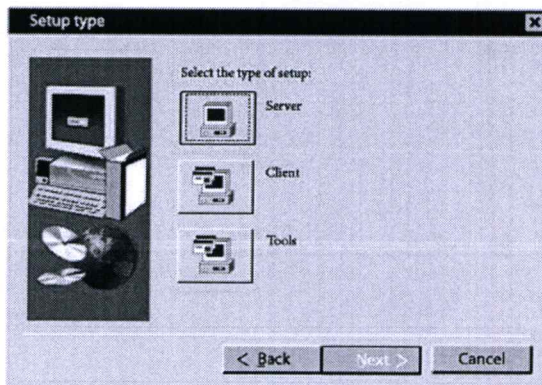 Setup type
Select the type of setup:
Server
Client
Tools
< Back
Next >
Cancel